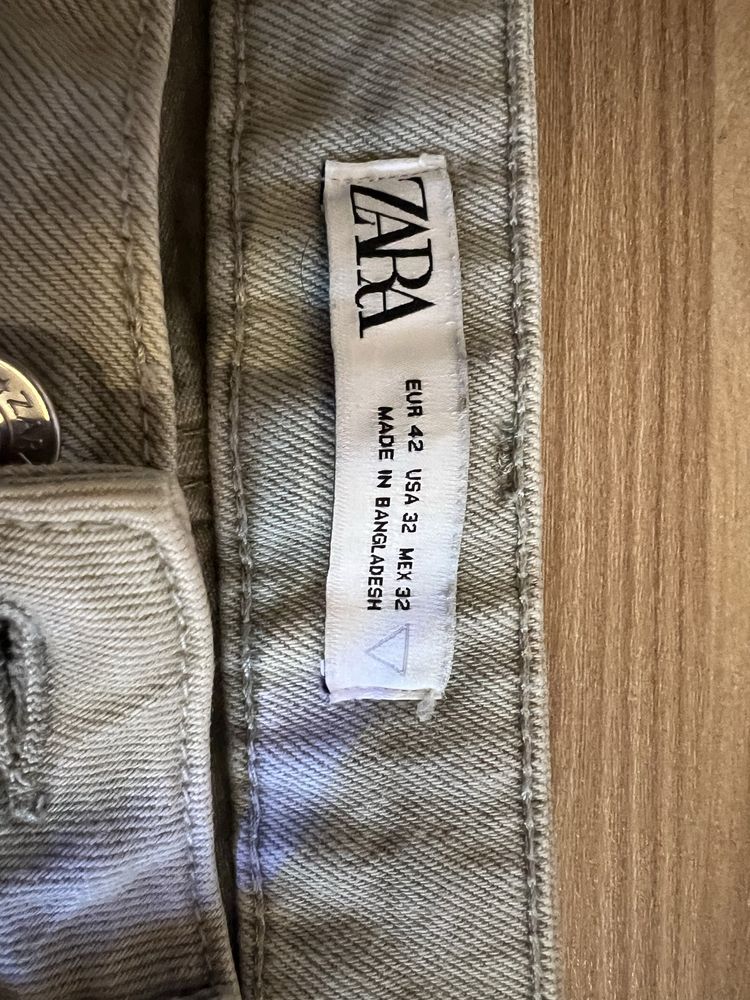 ZARA
EUR 42 USA 32 MEX 32
MADE IN BANGLADESH